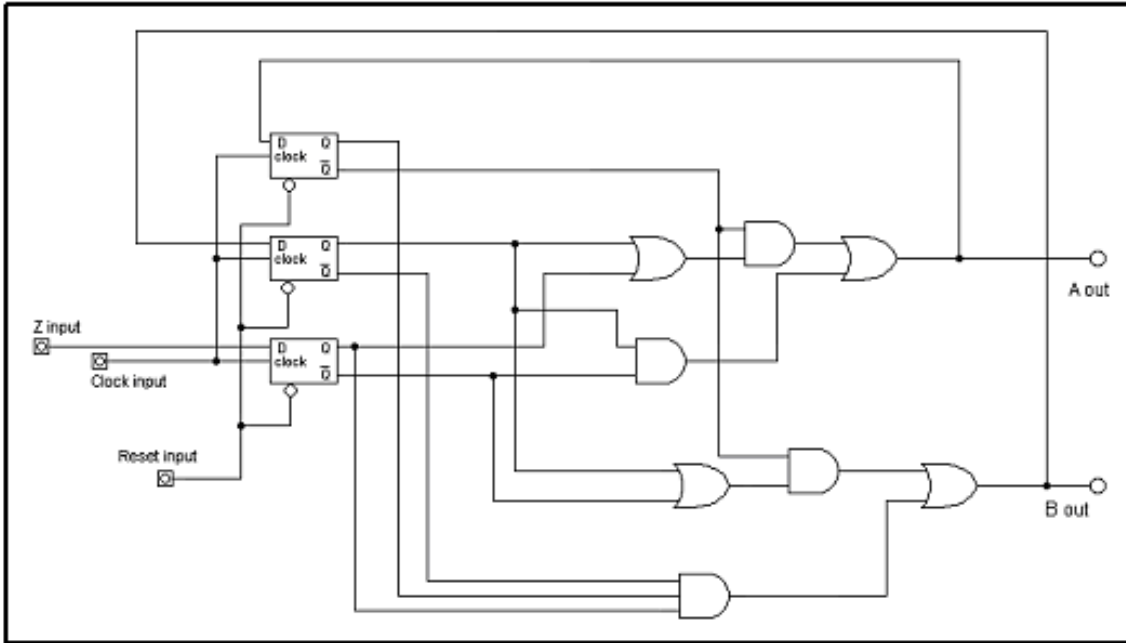 D Q
clock Q
D Q
clock Q
A out
Z input
D Q
clock Q
Clock input
Reset input
B out